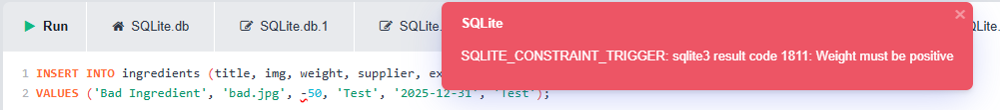 SQLite
×
SQLITE_CONSTRAINT_TRIGGER: sqlite3 result code 1811: Weight must be positive
Run
SQLite.db
SQLite.db.1
SQLite.
1 INSERT INTO ingredients (title, img, weight, supplier, ex
2 VALUES ('Bad Ingredient', 'bad.jpg', -50, 'Test', '2025-12-31', 'Test');